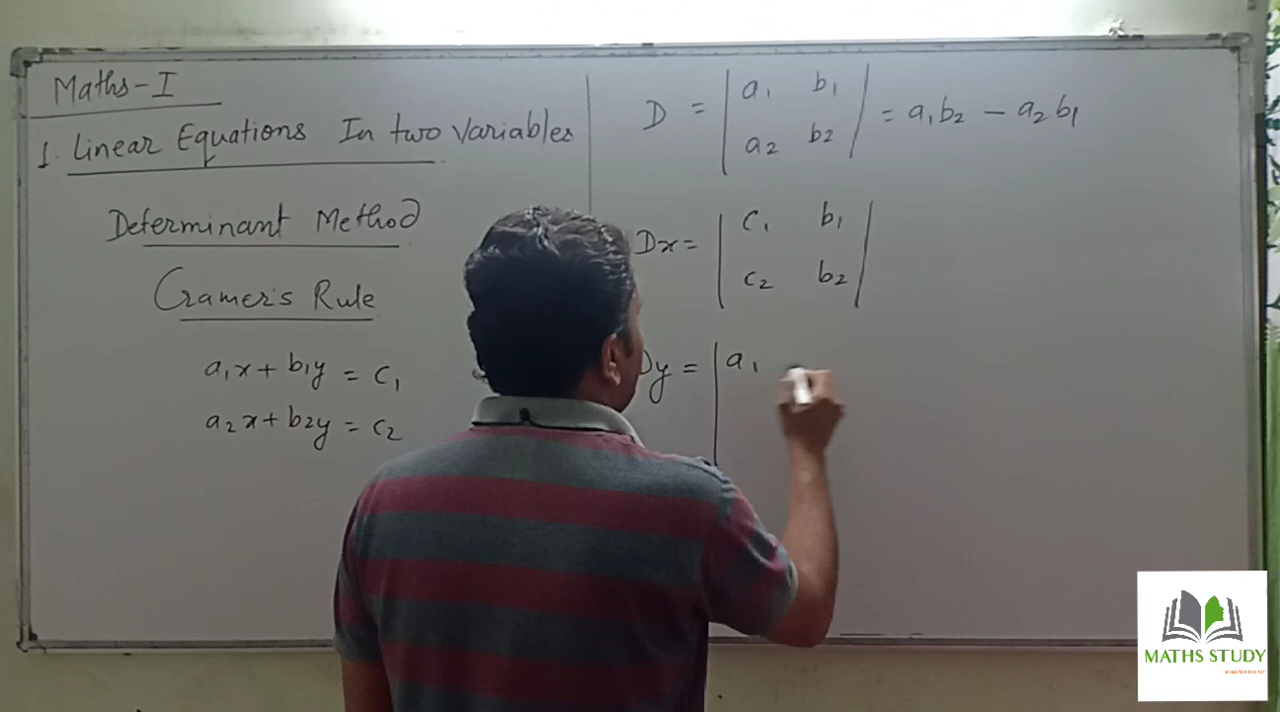 Maths-I
1. Linear Equations In two Variables
Determinant Method
Cramer's Rule
a₁x + b₁y = c₁
a₂x + b₂y = c₂
D = | a₁ b₁ |
| a₂ b₂ | = a₁b₂ − a₂b₁
Dx = | c₁ b₁ |
| c₂ b₂ |
Dy = | a₁
MATHS STUDY